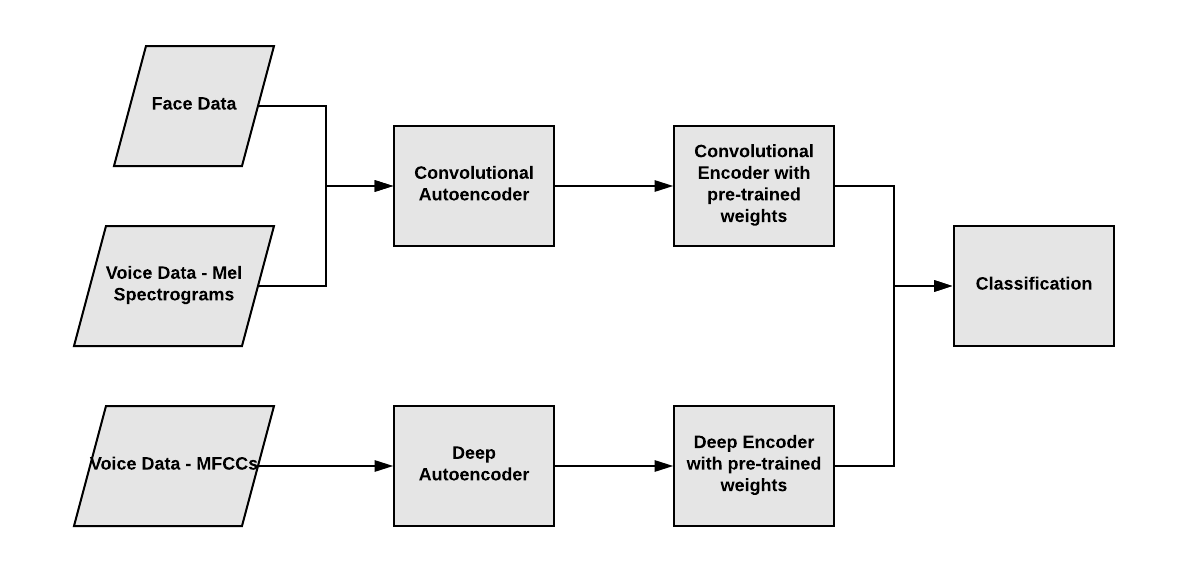 Face Data
Voice Data - Mel
Spectrograms
Voice Data - MFCCs
Convolutional
Autoencoder
Deep
Autoencoder
Convolutional
Encoder with
pre-trained
weights
Deep Encoder
with pre-trained
weights
Classification